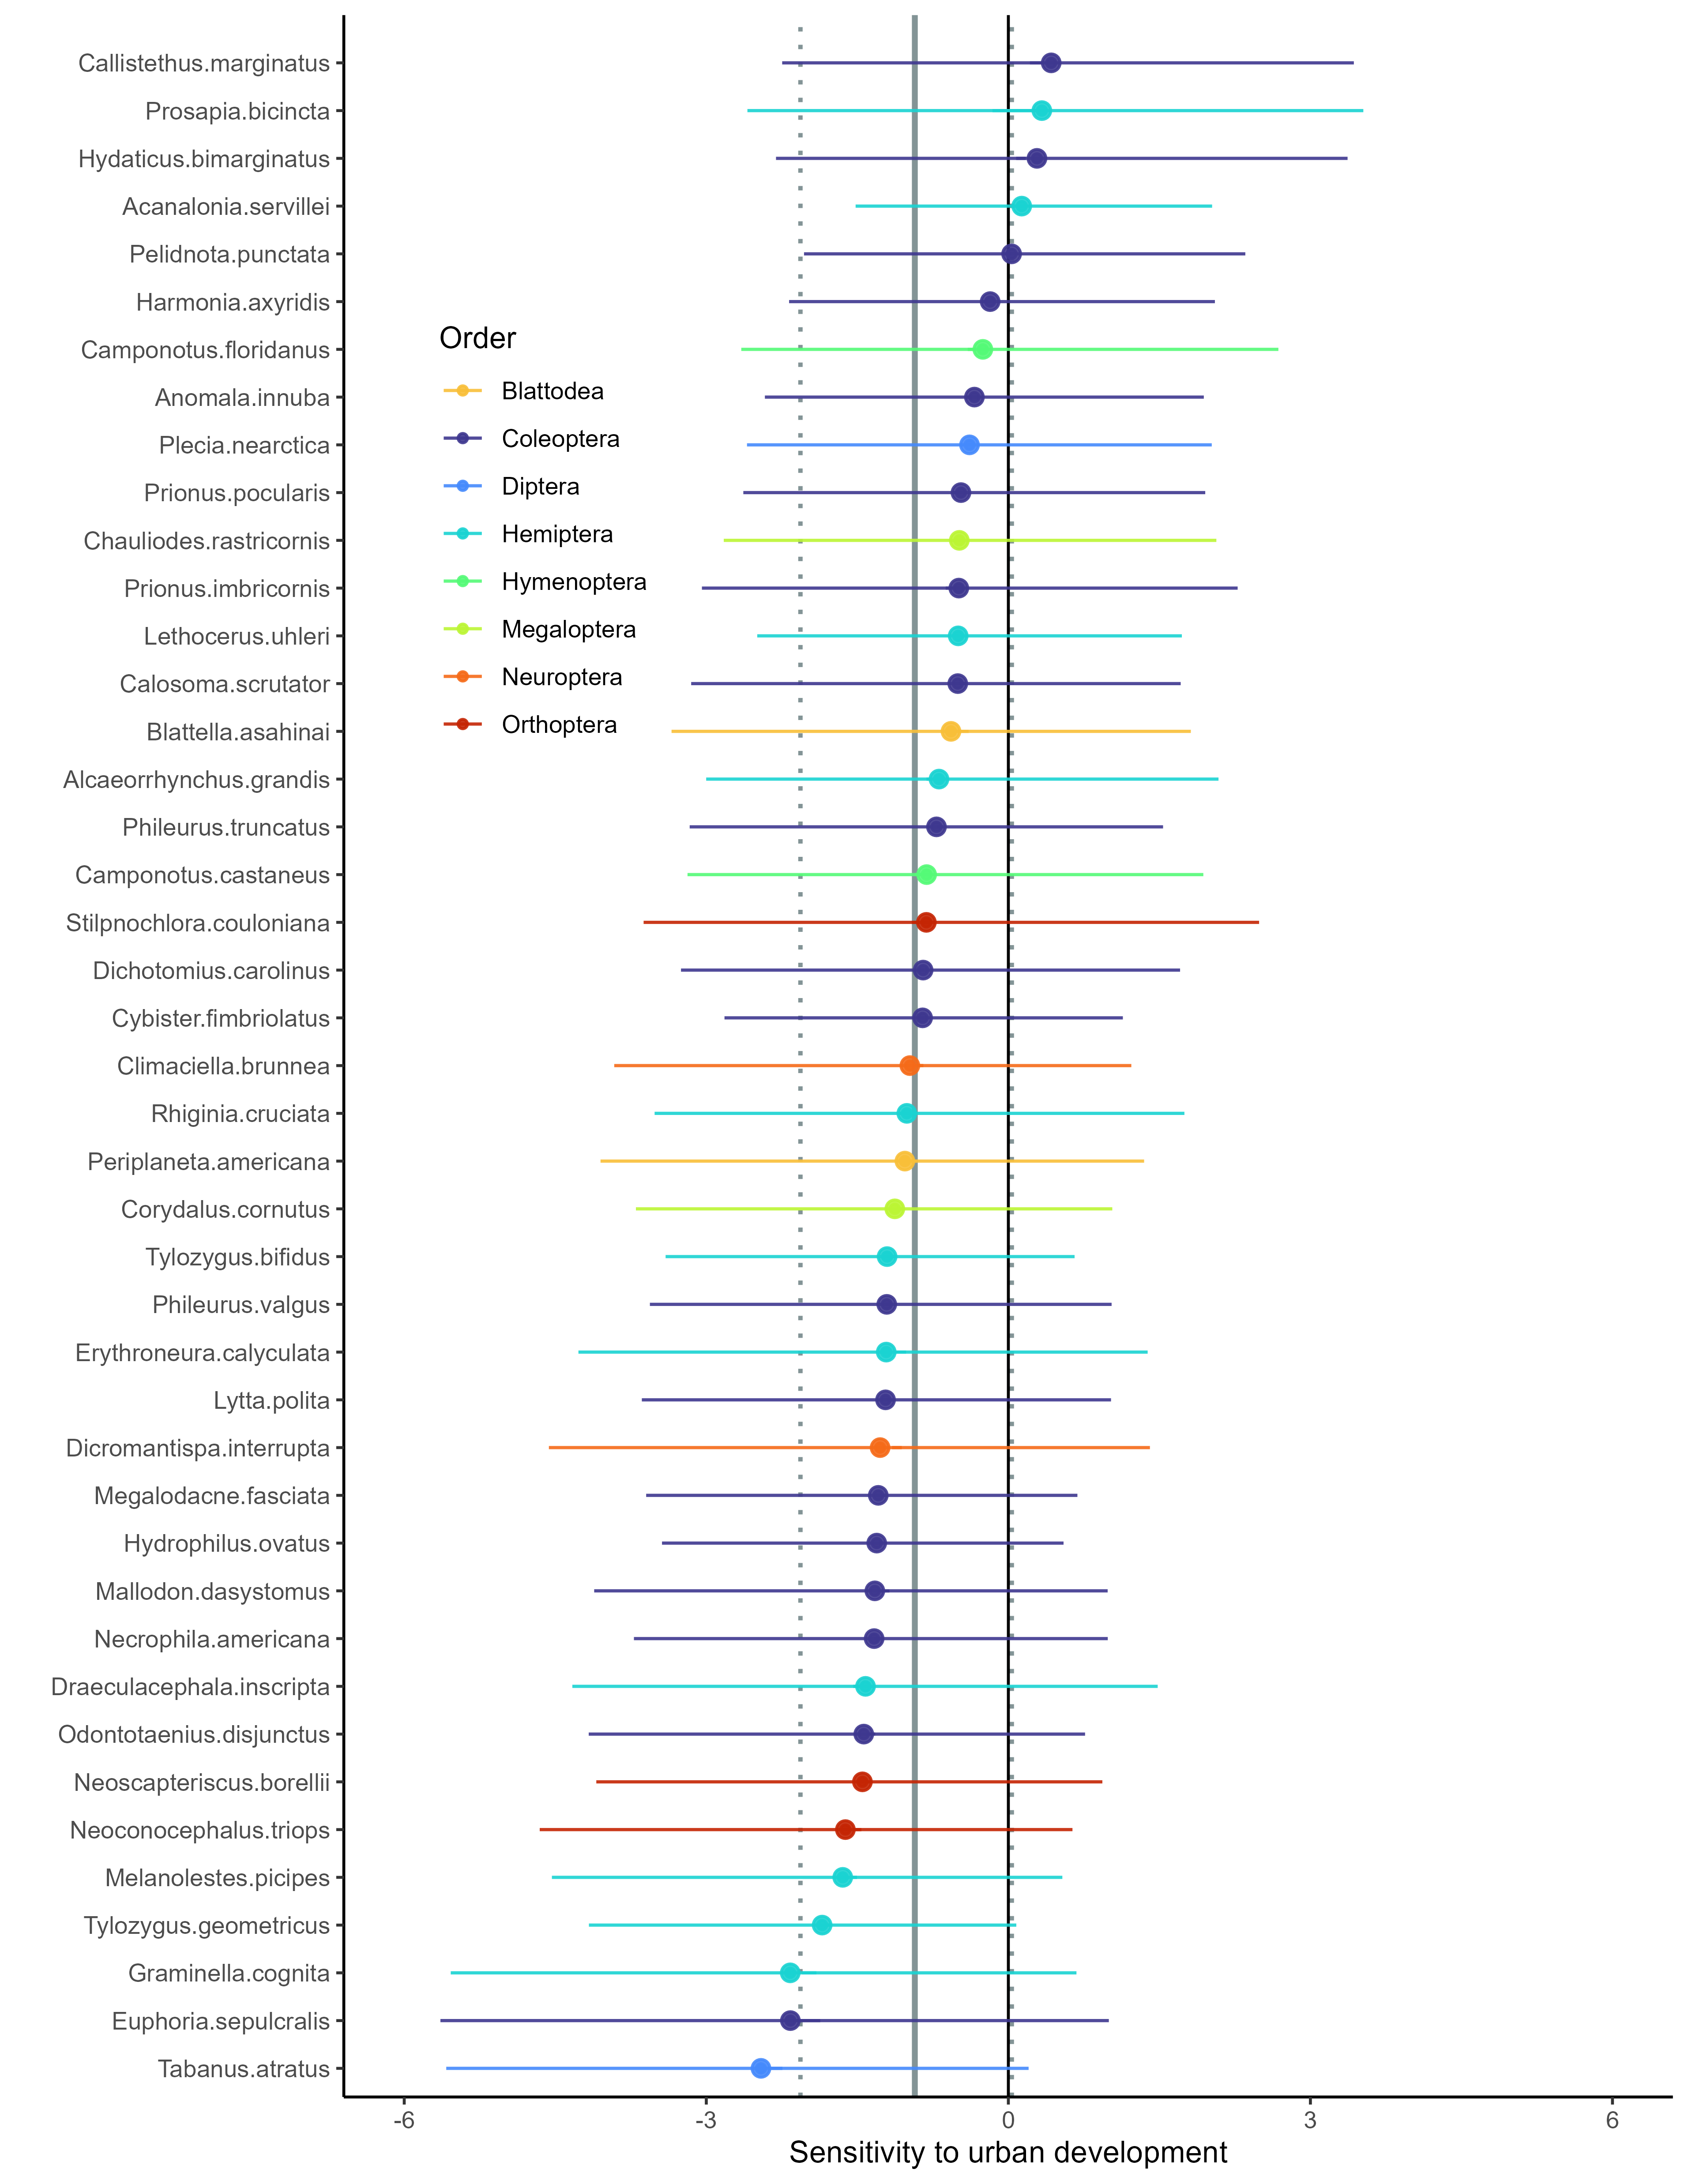 Callistethus.marginatus
Prosapia.bicincta
Hydaticus.bimarginatus
Acanalonia.servillei
Pelidnota.punctata
Harmonia.axyridis
Camponotus.floridanus
Anomala.innuba
Plecia.nearctica
Prionus.pocularis
Chauliodes.rastricornis
Prionus.imbricornis
Lethocerus.uhleri
Calosoma.scrutator
Blattella.asahinai
Alcaeorrhynchus.grandis
Phileurus.truncatus
Camponotus.castaneus
Stilpnochlora.couloniana
Dichotomius.carolinus
Cybister.fimbriolatus
Climaciella.brunnea
Rhiginia.cruciata
Periplaneta.americana
Corydalus.cornutus
Tylozygus.bifidus
Phileurus.valgus
Erythroneura.calyculata
Lytta.polita
Dicromantispa.interrupta
Megalodacne.fasciata
Hydrophilus.ovatus
Mallodon.dasystomus
Necrophila.americana
Draeculacephala.inscripta
Odontotaenius.disjunctus
Neoscapteriscus.borellii
Neoconocephalus.triops
Melanolestes.picipes
Tylozygus.geometricus
Graminella.cognita
Euphoria.sepulcralis
Tabanus.atratus
Order
Blattodea
Coleoptera
Diptera
Hemiptera
Hymenoptera
Megaloptera
Neuroptera
Orthoptera
-6 -3 0 3 6
Sensitivity to urban development